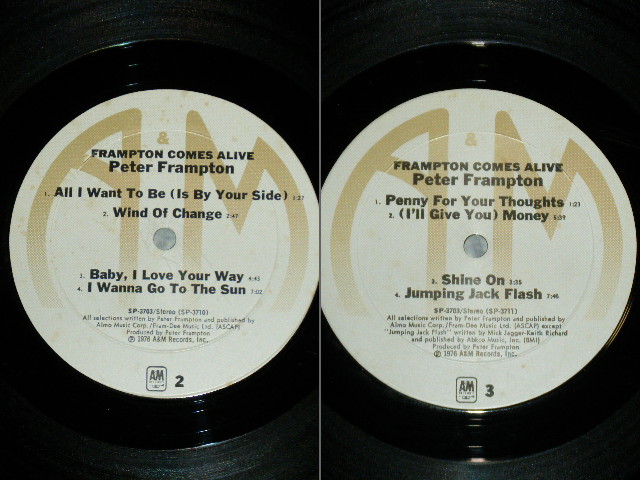 &
FRAMPTON COMES ALIVE
Peter Frampton
1. All I Want To Be (Is By Your Side) 3:27
2. Wind Of Change 2:47
3. Baby, I Love Your Way 4:43
4. I Wanna Go To The Sun 7:02
SP-3703/Stereo (SP-3710)
All selections written by Peter Frampton and published by
Almo Music Corp./Fram-Dee Music Ltd. (ASCAP)
Produced by Peter Frampton
℗ 1976 A&M Records, Inc.
AM
2
&
FRAMPTON COMES ALIVE
Peter Frampton
1. Penny For Your Thoughts 1:23
2. (I'll Give You) Money 5:39
3. Shine On 3:35
4. Jumping Jack Flash 7:45
SP-3703/Stereo (SP-3711)
All selections written by Peter Frampton and published by
Almo Music Corp./Fram-Dee Music Ltd. (ASCAP) except
"Jumping Jack Flash" written by Mick Jagger-Keith Richard
and published by Abkco Music, Inc. (BMI)
Produced by Peter Frampton
℗ 1976 A&M Records, Inc.
AM
3